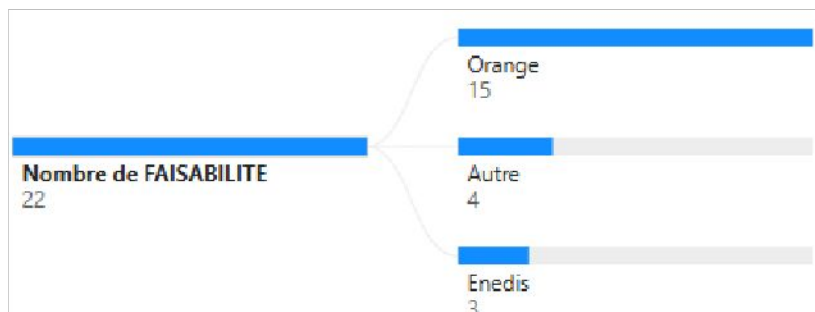 Orange
15
Nombre de FAISABILITE
22
Autre
4
Enedis
3